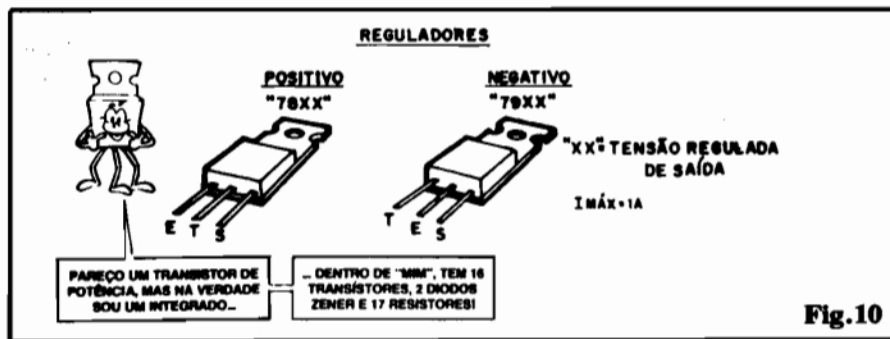 REGULADORES
POSITIVO
"78XX"
E T S
NEGATIVO
"79XX"
T E S
"XX"= TENSÃO REGULADA
DE SAÍDA
I MÁX=1A
PAREÇO UM TRANSISTOR DE
POTÊNCIA, MAS NA VERDADE
SOU UM INTEGRADO...
... DENTRO DE "MIM", TEM 16
TRANSÍSTORES, 2 DIODOS
ZENER E 17 RESISTORES!
Fig.10